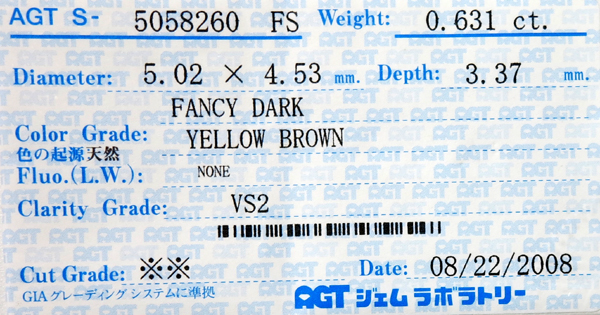 AGT S- 5058260 FS Weight: 0.631 ct.
Diameter: 5.02 × 4.53 mm. Depth: 3.37 mm.
FANCY DARK
Color Grade: YELLOW BROWN
色の起源 天然
Fluo.(L.W.): NONE
Clarity Grade: VS2
Cut Grade: ※※ Date: 08/22/2008
GIAグレーディングシステムに準拠 AGT ジェムラボラトリー